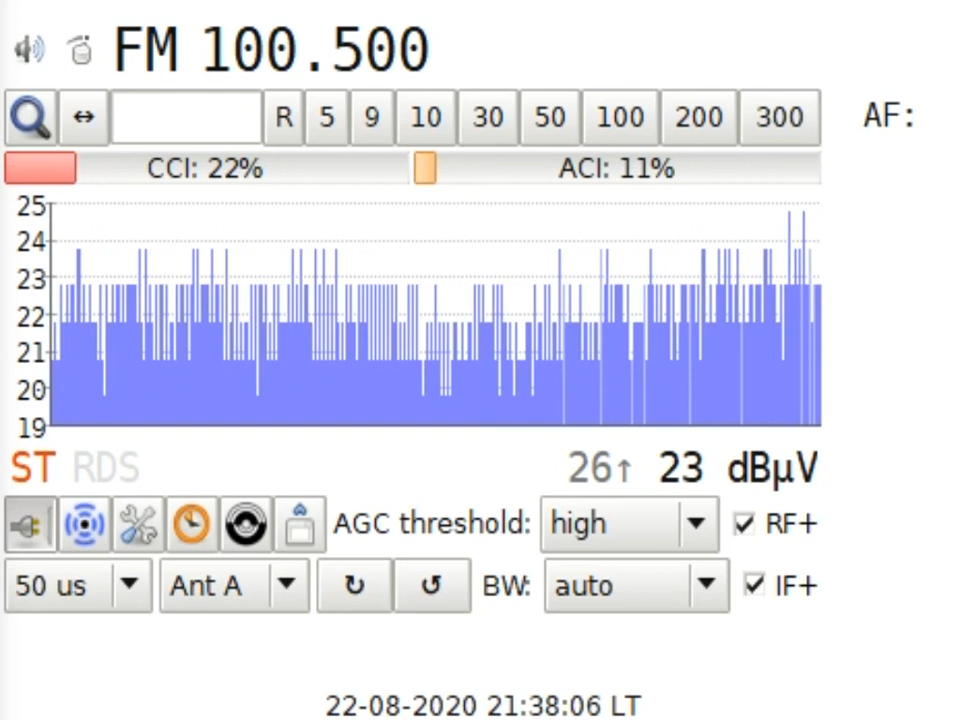 FM 100.500
↔ R 5 9 10 30 50 100 200 300 AF:
CCI: 22% ACI: 11%
25
24
23
22
21
20
19
ST RDS 26↑ 23 dBµV
AGC threshold: high RF+
50 us Ant A ↻ ↺ BW: auto IF+
22-08-2020 21:38:06 LT